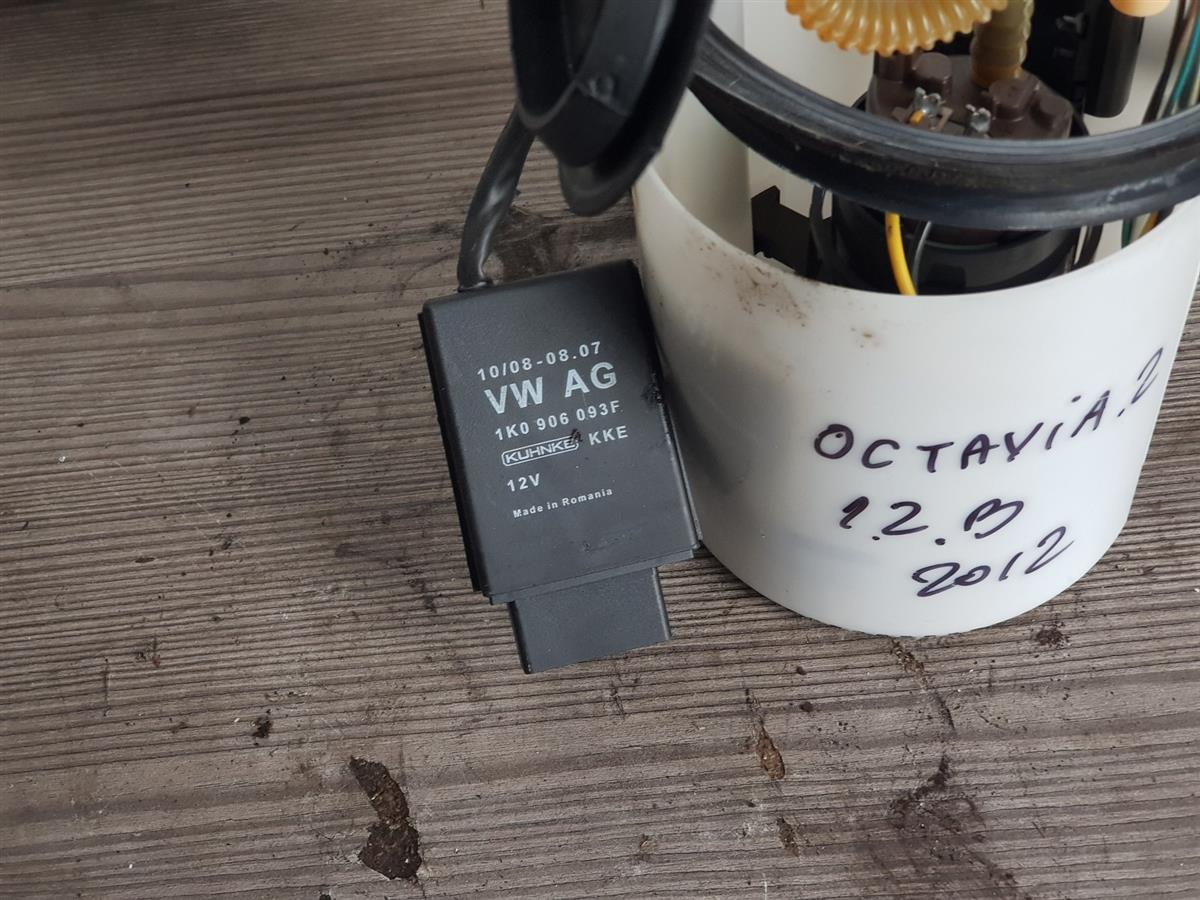 10/08-08.07
VW AG
1K0 906 093F
KUHNKE KKE
12V
Made in Romania
OCTAViA.2
1.2.B
2012